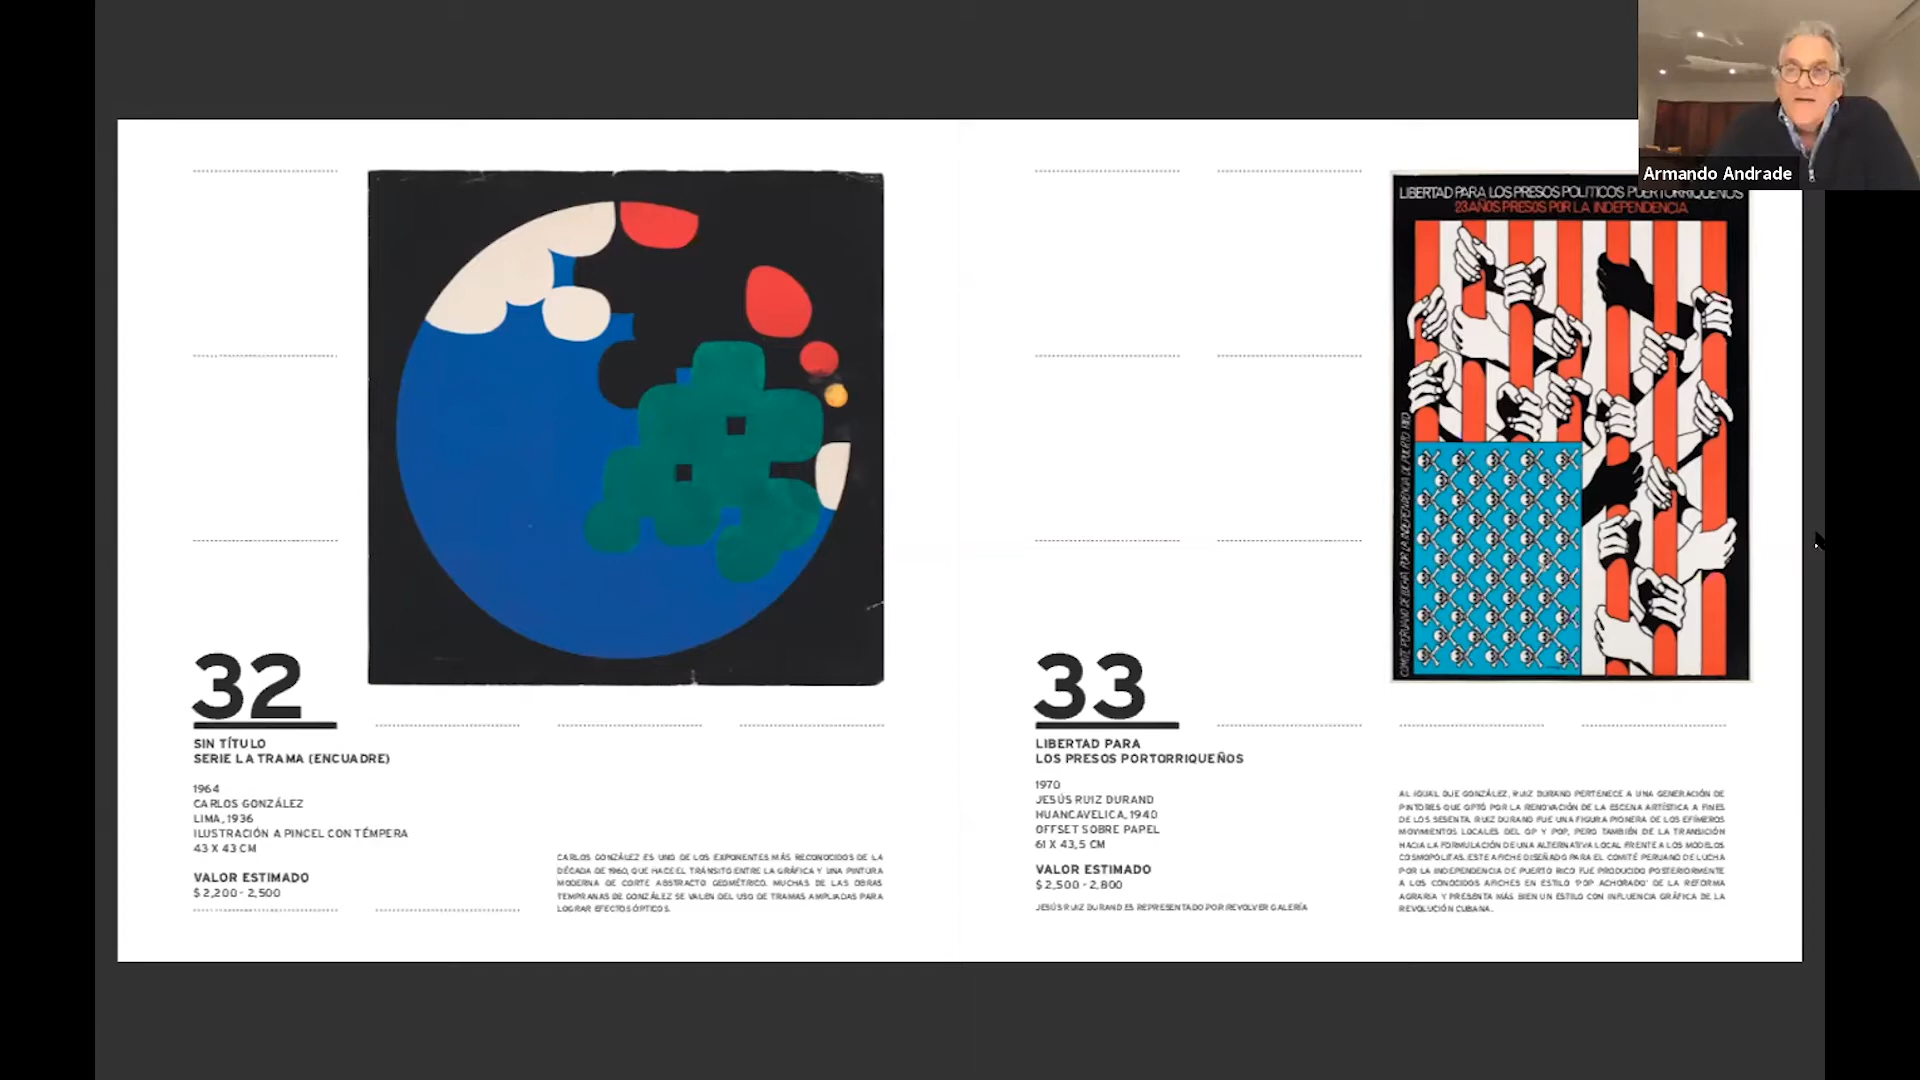 Armando Andrade
32
SIN TÍTULO
SERIE LA TRAMA (ENCUADRE)
1964
CARLOS GONZÁLEZ
LIMA, 1936
ILUSTRACIÓN A PINCEL CON TÉMPERA
43 X 43 CM
VALOR ESTIMADO
$ 2,200 - 2,500
CARLOS GONZÁLEZ ES UNO DE LOS EXPONENTES MÁS RECONOCIDOS DE LA
DÉCADA DE 1960, QUE HACE EL TRÁNSITO ENTRE LA GRÁFICA Y UNA PINTURA
MODERNA DE CORTE ABSTRACTO GEOMÉTRICO. MUCHAS DE LAS OBRAS
TEMPRANAS DE GONZÁLEZ SE VALEN DEL USO DE TRAMAS AMPLIADAS PARA
LOGRAR EFECTOS ÓPTICOS.
LIBERTAD PARA LOS PRESOS POLITICOS PUERTORRIQUEÑOS
23 AÑOS PRESOS POR LA INDEPENDENCIA
COMITE PERUANO DE LUCHA POR LA INDEPENDENCIA DE PUERTO RICO
33
LIBERTAD PARA
LOS PRESOS PORTORRIQUEÑOS
1970
JESÚS RUIZ DURAND
HUANCAVELICA, 1940
OFFSET SOBRE PAPEL
61 X 43,5 CM
VALOR ESTIMADO
$ 2,500 - 2,800
JESÚS RUIZ DURAND ES REPRESENTADO POR REVOLVER GALERÍA
AL IGUAL QUE GONZÁLEZ, RUIZ DURAND PERTENECE A UNA GENERACIÓN DE
PINTORES QUE OPTÓ POR LA RENOVACIÓN DE LA ESCENA ARTÍSTICA A FINES
DE LOS SESENTA. RUIZ DURAND FUE UNA FIGURA PIONERA DE LOS EFÍMEROS
MOVIMIENTOS LOCALES DEL OP Y POP, PERO TAMBIÉN DE LA TRANSICIÓN
HACIA LA FORMULACIÓN DE UNA ALTERNATIVA LOCAL FRENTE A LOS MODELOS
COSMOPOLITAS. ESTE AFICHE DISEÑADO PARA EL COMITÉ PERUANO DE LUCHA
POR LA INDEPENDENCIA DE PUERTO RICO FUE PRODUCIDO POSTERIORMENTE
A LOS CONOCIDOS AFICHES EN ESTILO 'POP ACHORADO' DE LA REFORMA
AGRARIA Y PRESENTA MÁS BIEN UN ESTILO CON INFLUENCIA GRÁFICA DE LA
REVOLUCIÓN CUBANA.